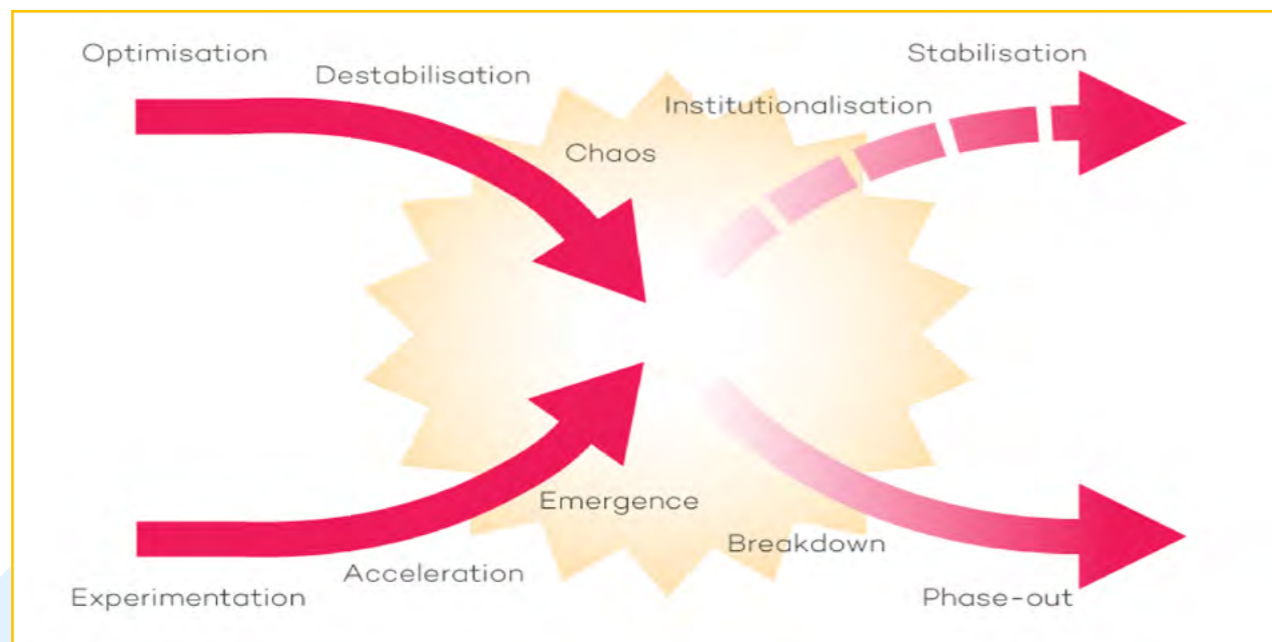 Optimisation
Destabilisation
Chaos
Institutionalisation
Stabilisation
Experimentation
Acceleration
Emergence
Breakdown
Phase-out